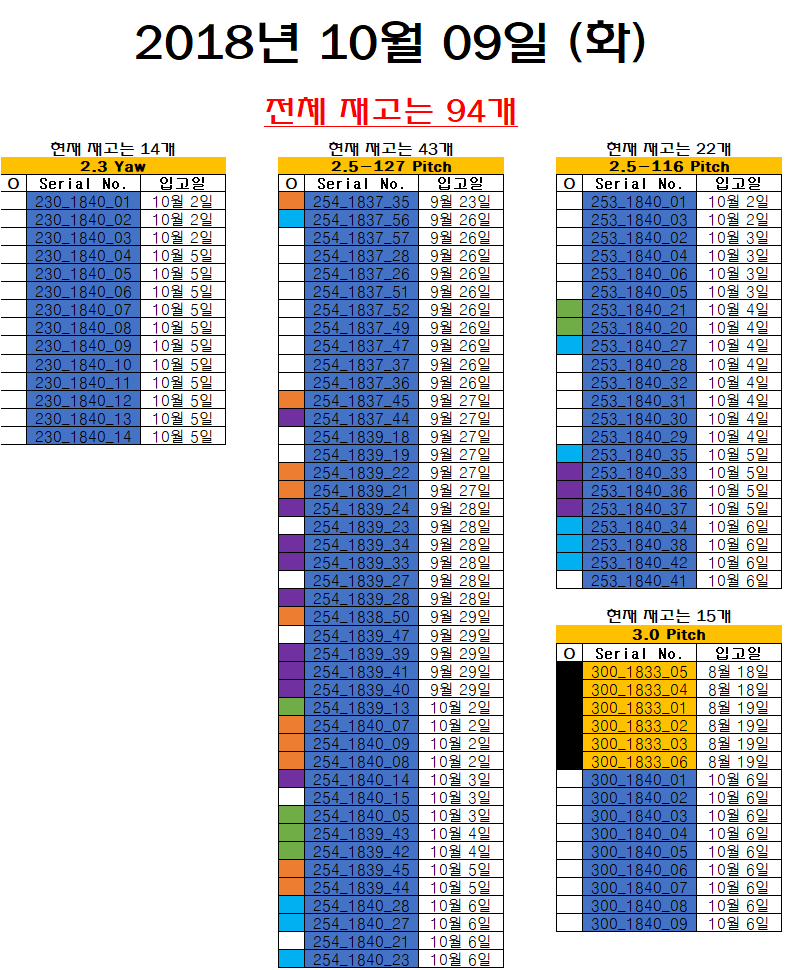 2018년 10월 09일 (화)
전체 재고는 94개
현재 재고는 14개
2.3 Yaw
O Serial No. 입고일
230_1840_01 10월 2일
230_1840_02 10월 2일
230_1840_03 10월 2일
230_1840_04 10월 5일
230_1840_05 10월 5일
230_1840_06 10월 5일
230_1840_07 10월 5일
230_1840_08 10월 5일
230_1840_09 10월 5일
230_1840_10 10월 5일
230_1840_11 10월 5일
230_1840_12 10월 5일
230_1840_13 10월 5일
230_1840_14 10월 5일
현재 재고는 43개
2.5-127 Pitch
O Serial No. 입고일
254_1837_35 9월 23일
254_1837_56 9월 26일
254_1837_57 9월 26일
254_1837_28 9월 26일
254_1837_26 9월 26일
254_1837_51 9월 26일
254_1837_52 9월 26일
254_1837_49 9월 26일
254_1837_47 9월 26일
254_1837_37 9월 26일
254_1837_36 9월 26일
254_1837_45 9월 27일
254_1837_44 9월 27일
254_1839_18 9월 27일
254_1839_19 9월 27일
254_1839_22 9월 27일
254_1839_21 9월 27일
254_1839_24 9월 28일
254_1839_23 9월 28일
254_1839_34 9월 28일
254_1839_33 9월 28일
254_1839_27 9월 28일
254_1839_28 9월 28일
254_1838_50 9월 29일
254_1839_47 9월 29일
254_1839_39 9월 29일
254_1839_41 9월 29일
254_1839_40 9월 29일
254_1839_13 10월 2일
254_1840_07 10월 2일
254_1840_09 10월 2일
254_1840_08 10월 2일
254_1840_14 10월 3일
254_1840_15 10월 3일
254_1840_05 10월 3일
254_1839_43 10월 4일
254_1839_42 10월 4일
254_1839_45 10월 5일
254_1839_44 10월 5일
254_1840_28 10월 6일
254_1840_27 10월 6일
254_1840_21 10월 6일
254_1840_23 10월 6일
현재 재고는 22개
2.5-116 Pitch
O Serial No. 입고일
253_1840_01 10월 2일
253_1840_03 10월 2일
253_1840_02 10월 3일
253_1840_04 10월 3일
253_1840_06 10월 3일
253_1840_05 10월 3일
253_1840_21 10월 4일
253_1840_20 10월 4일
253_1840_27 10월 4일
253_1840_28 10월 4일
253_1840_32 10월 4일
253_1840_31 10월 4일
253_1840_30 10월 4일
253_1840_29 10월 4일
253_1840_35 10월 5일
253_1840_33 10월 5일
253_1840_36 10월 5일
253_1840_37 10월 5일
253_1840_34 10월 6일
253_1840_38 10월 6일
253_1840_42 10월 6일
253_1840_41 10월 6일
현재 재고는 15개
3.0 Pitch
O Serial No. 입고일
300_1833_05 8월 18일
300_1833_04 8월 18일
300_1833_01 8월 19일
300_1833_02 8월 19일
300_1833_03 8월 19일
300_1833_06 8월 19일
300_1840_01 10월 6일
300_1840_02 10월 6일
300_1840_03 10월 6일
300_1840_04 10월 6일
300_1840_05 10월 6일
300_1840_06 10월 6일
300_1840_07 10월 6일
300_1840_08 10월 6일
300_1840_09 10월 6일